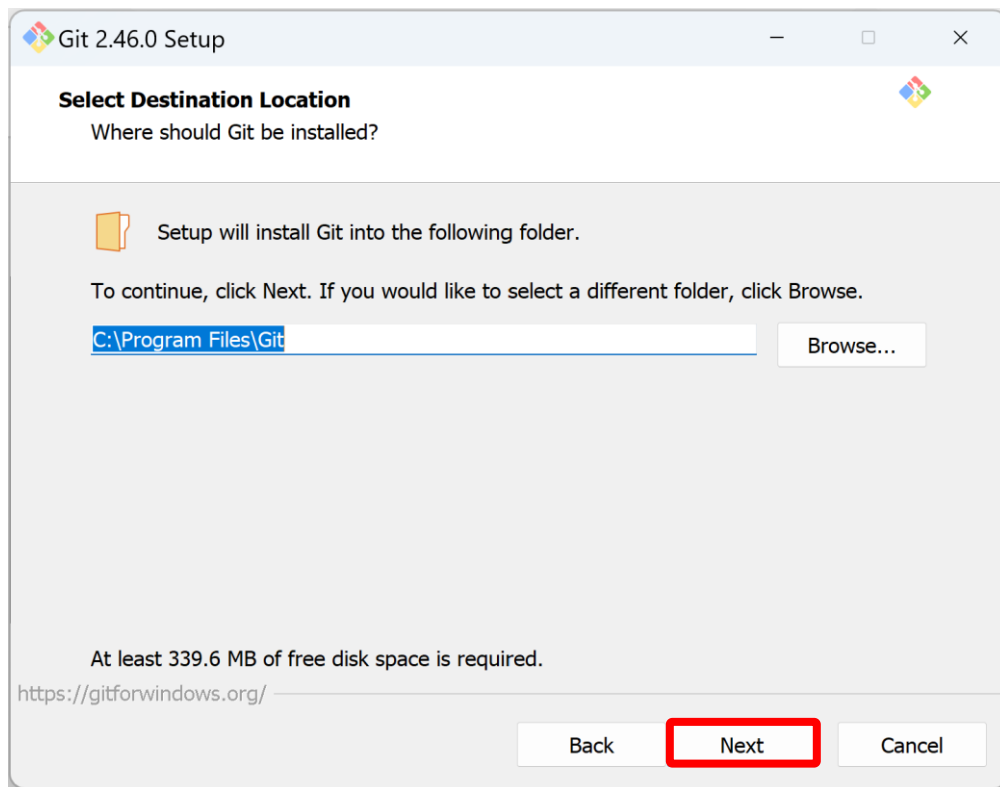 Git 2.46.0 Setup
Select Destination Location
Where should Git be installed?
Setup will install Git into the following folder.
To continue, click Next. If you would like to select a different folder, click Browse.
C:\Program Files\Git
Browse...
At least 339.6 MB of free disk space is required.
https://gitforwindows.org/
Back
Next
Cancel